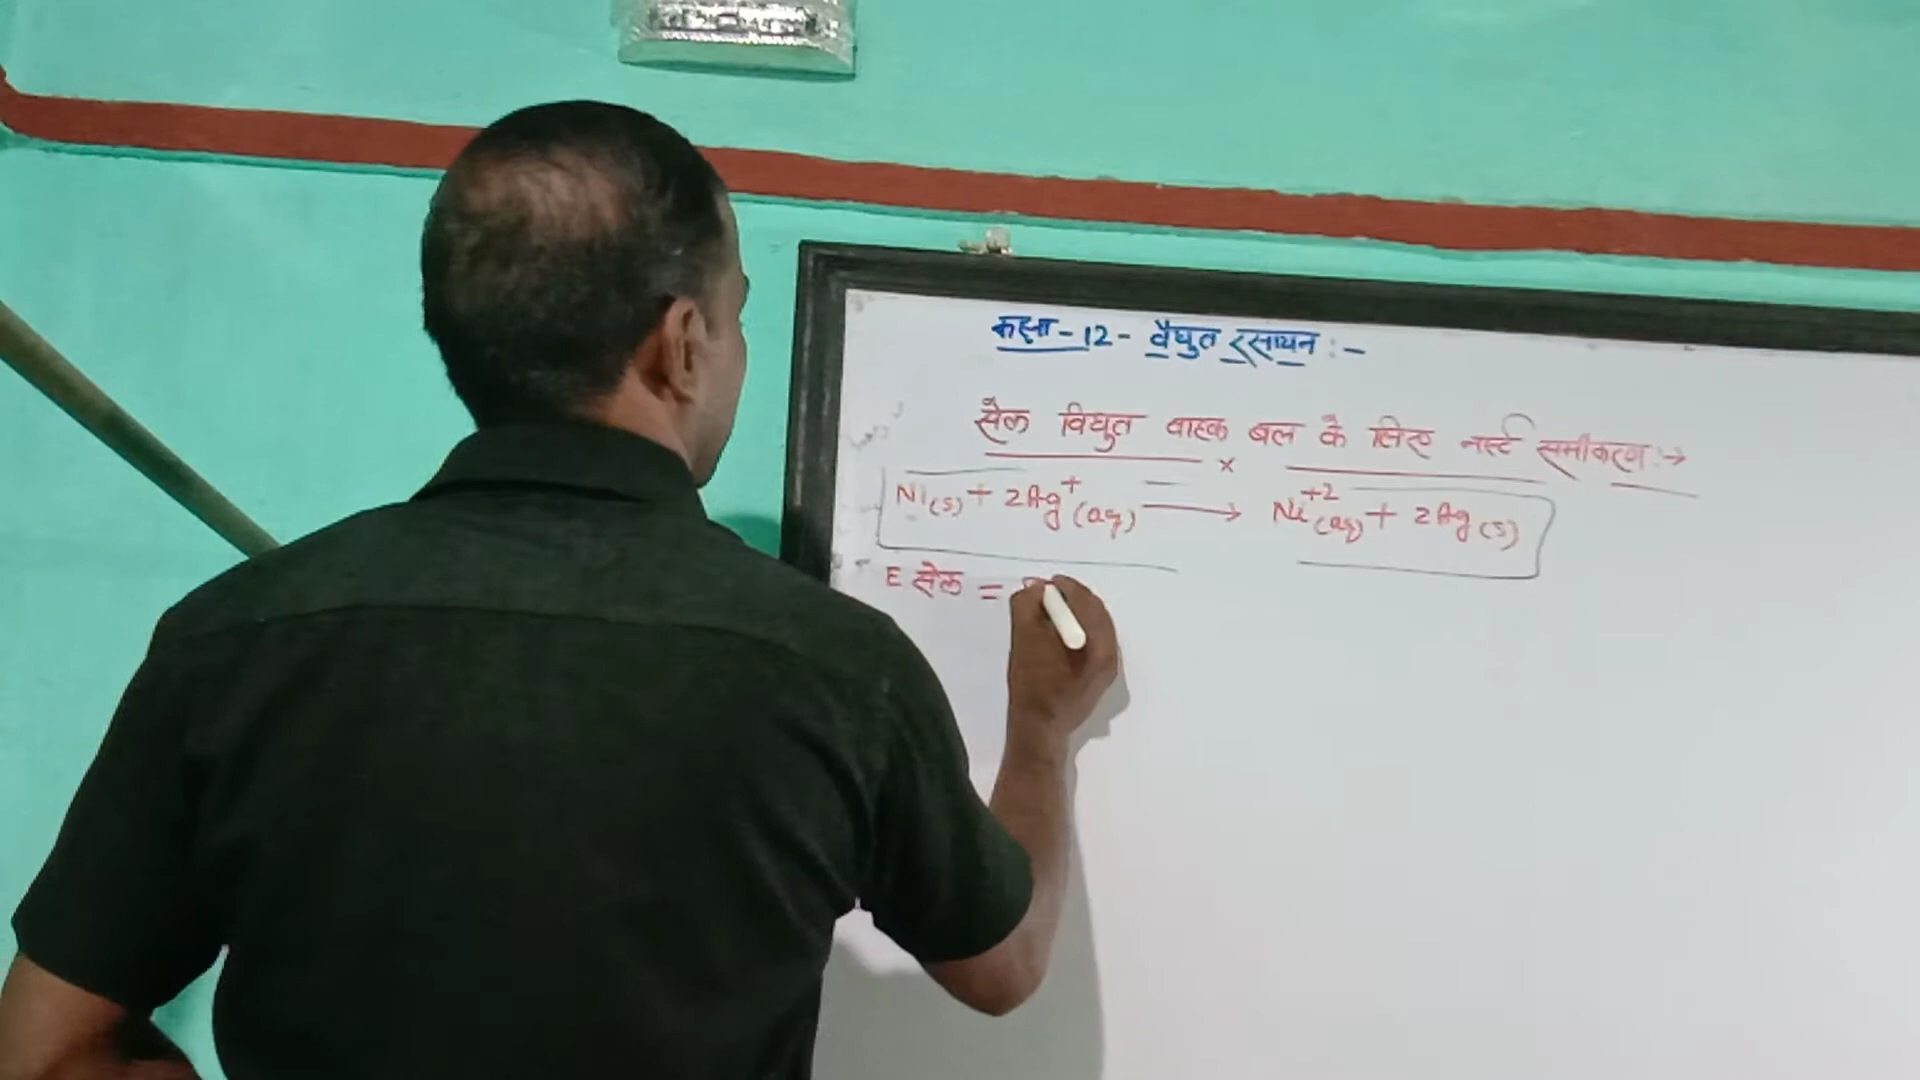 कक्षा - 12 - वैद्युत रसायन : -
सेल विद्युत वाहक बल के लिए नर्न्स्ट समीकरण :→
Ni(s) + 2Ag⁺(aq) → Ni⁺²(aq) + 2Ag(s)
E सेल =